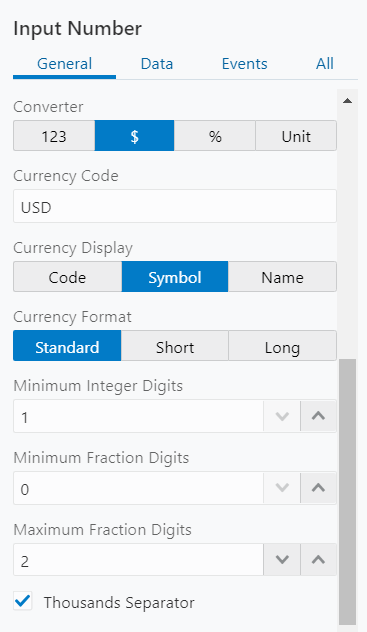 Input Number
General Data Events All
Converter
123 $ % Unit
Currency Code
USD
Currency Display
Code Symbol Name
Currency Format
Standard Short Long
Minimum Integer Digits
1
Minimum Fraction Digits
0
Maximum Fraction Digits
2
Thousands Separator